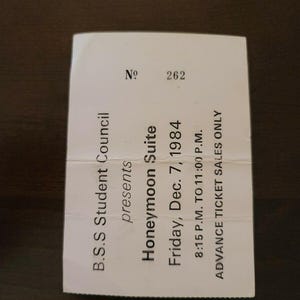 Nº 262
B.S.S Student Council
presents
Honeymoon Suite
Friday, Dec. 7, 1984
8:15 P.M. TO 11:00 P.M.
ADVANCE TICKET SALES ONLY